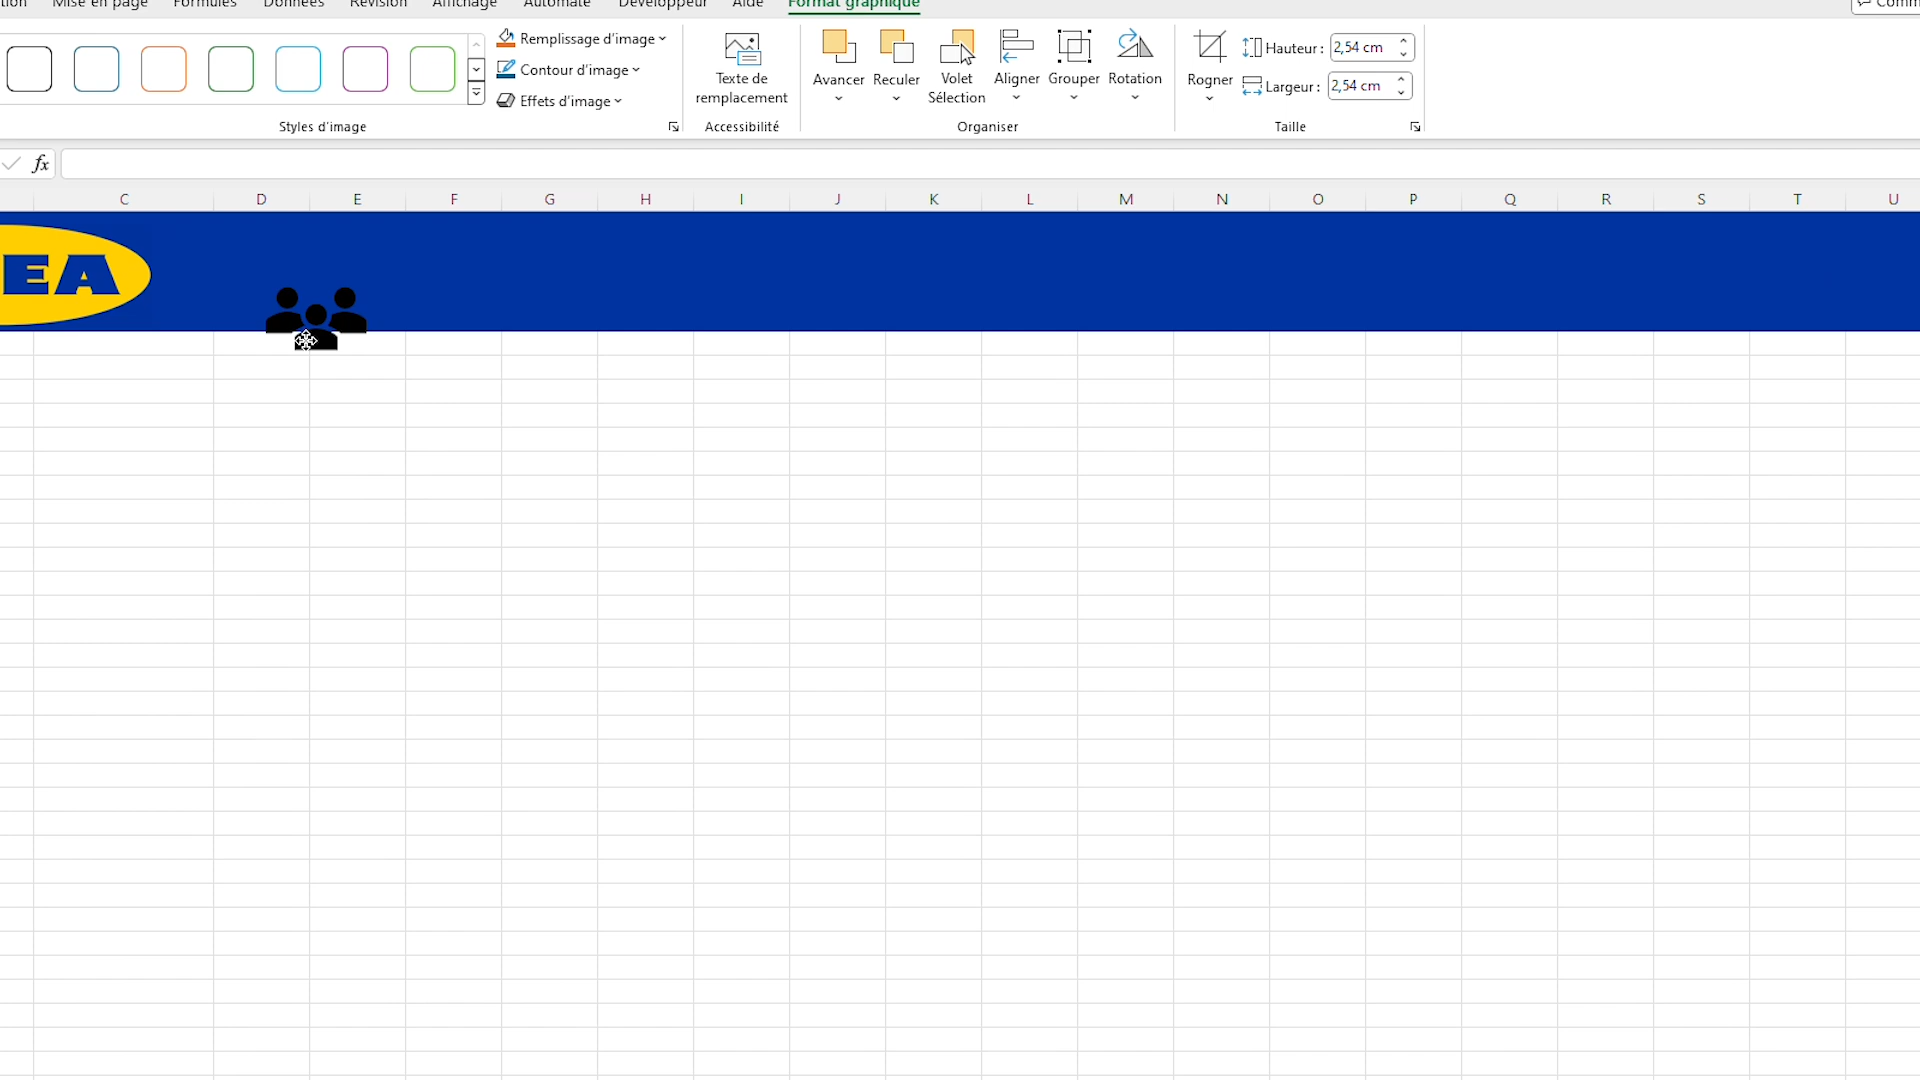 tion Mise en page Formules Données Révision Affichage Automate Développeur Aide Format graphique Comm
Remplissage d'image
Contour d'image
Effets d'image
Styles d'image
Texte de remplacement
Accessibilité
Avancer Reculer Volet Sélection Aligner Grouper Rotation
Organiser
Rogner
Hauteur : 2,54 cm
Largeur : 2,54 cm
Taille
fx
C D E F G H I J K L M N O P Q R S T U
EA